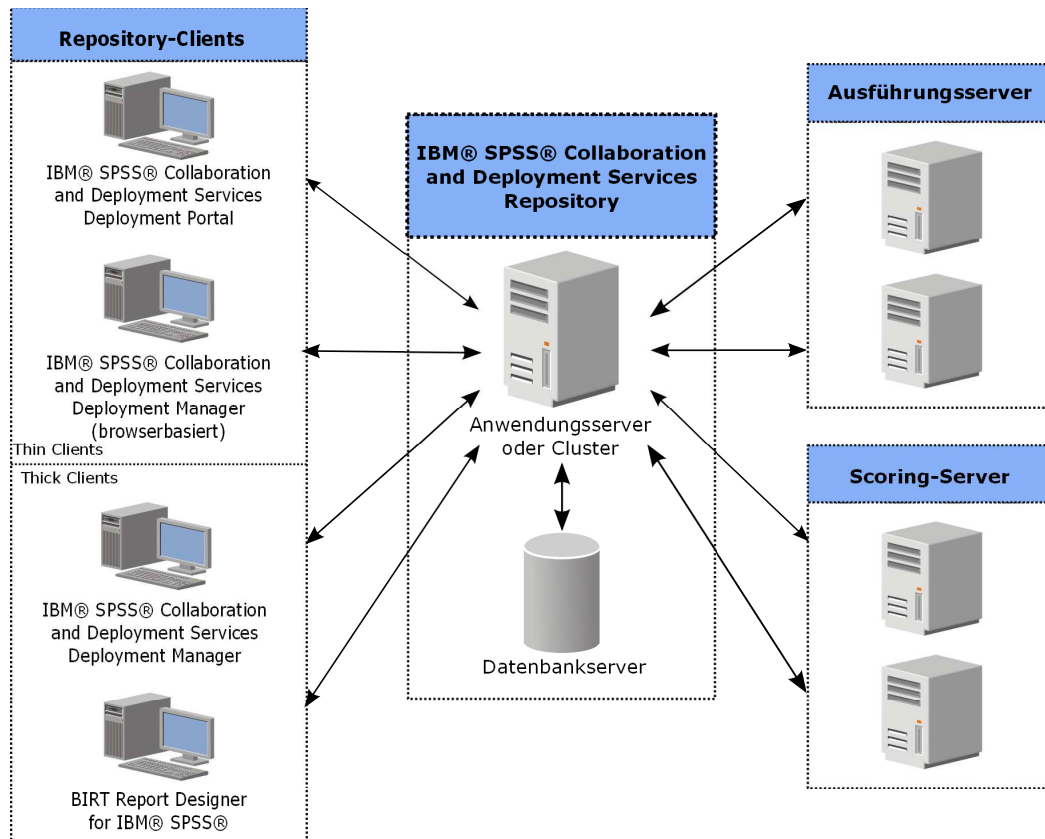 Repository-Clients
IBM® SPSS® Collaboration
and Deployment Services
Deployment Portal
IBM® SPSS® Collaboration
and Deployment Services
Deployment Manager
(browserbasiert)
Thin Clients
Thick Clients
IBM® SPSS® Collaboration
and Deployment Services
Deployment Manager
BIRT Report Designer
for IBM® SPSS®
IBM® SPSS® Collaboration
and Deployment Services
Repository
Anwendungsserver
oder Cluster
Datenbankserver
Ausführungsserver
Scoring-Server